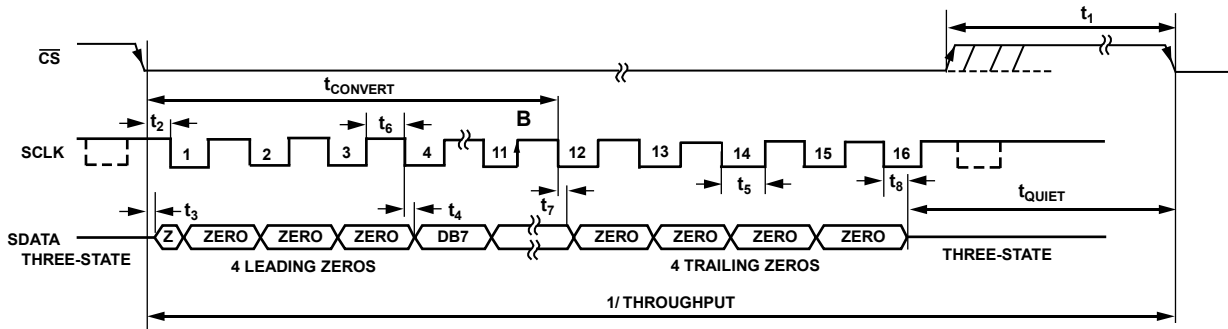 t1
CS
tCONVERT
B
t2
t6
SCLK
1 2 3 4 11 12 13 14 15 16
t5
t8
tQUIET
t3
t4
t7
SDATA
Z ZERO ZERO ZERO DB7 ZERO ZERO ZERO ZERO
THREE-STATE
4 LEADING ZEROS
4 TRAILING ZEROS
THREE-STATE
1/ THROUGHPUT